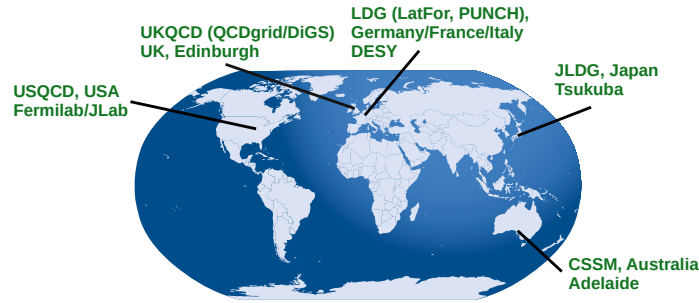 LDG (LatFor, PUNCH),
Germany/France/Italy
DESY
UKQCD (QCDgrid/DiGS)
UK, Edinburgh
JLDG, Japan
Tsukuba
USQCD, USA
Fermilab/JLab
CSSM, Australia
Adelaide